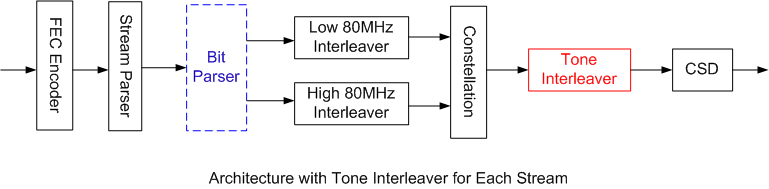 FEC Encoder
Stream Parser
Bit
Parser
Low 80MHz
Interleaver
High 80MHz
Interleaver
Constellation
Tone
Interleaver
CSD
Architecture with Tone Interleaver for Each Stream